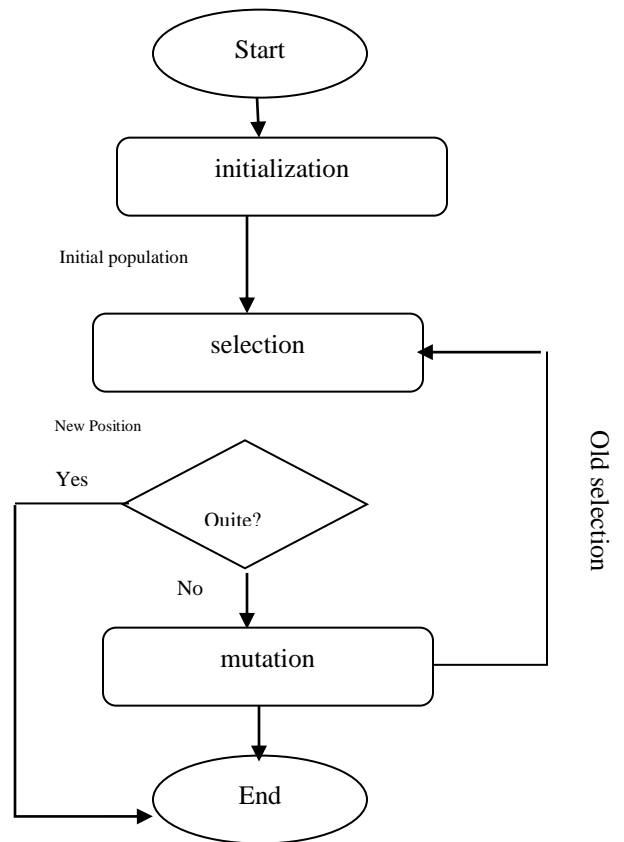 Start
initialization
Initial population
selection
New Position
Yes
Quite?
No
mutation
Old selection
End